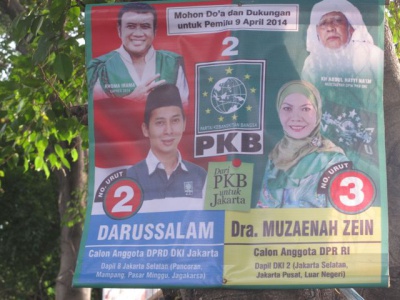 Mohon Do'a dan Dukungan
untuk Pemilu 9 April 2014
2
PKB
Dari
PKB
untuk
Jakarta
NO. URUT
2
DARUSSALAM
Calon Anggota DPRD DKI Jakarta
Dapil 8 Jakarta Selatan (Pancoran,
Mampang, Pasar Minggu, Jagakarsa)
NO. URUT
3
Dra. MUZAENAH ZEIN
Calon Anggota DPR RI
Dapil DKI 2 (Jakarta Selatan,
Jakarta Pusat, Luar Negeri)